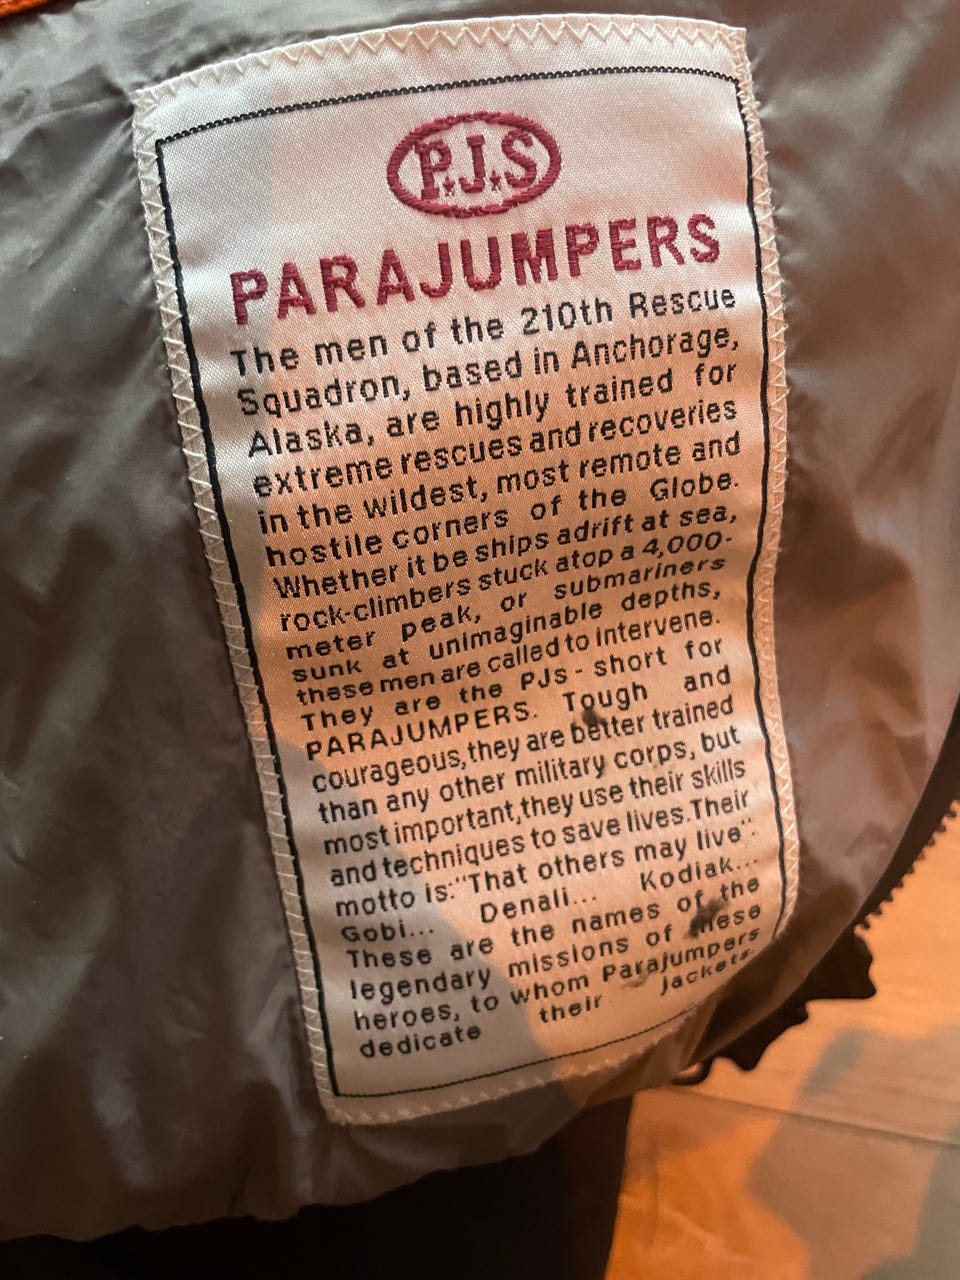 P.J.S
PARAJUMPERS
The men of the 210th Rescue
Squadron, based in Anchorage,
Alaska, are highly trained for
extreme rescues and recoveries
in the wildest, most remote and
hostile corners of the Globe.
Whether it be ships adrift at sea,
rock-climbers stuck atop a 4,000-
meter peak, or submariners
sunk at unimaginable depths,
these men are called to intervene.
They are the PJs - short for
PARAJUMPERS. Tough and
courageous, they are better trained
than any other military corps, but
most important, they use their skills
and techniques to save lives. Their
motto is: "That others may live".
Gobi... Denali... Kodiak...
These are the names of the
legendary missions of these
heroes, to whom Parajumpers
dedicate their jackets.